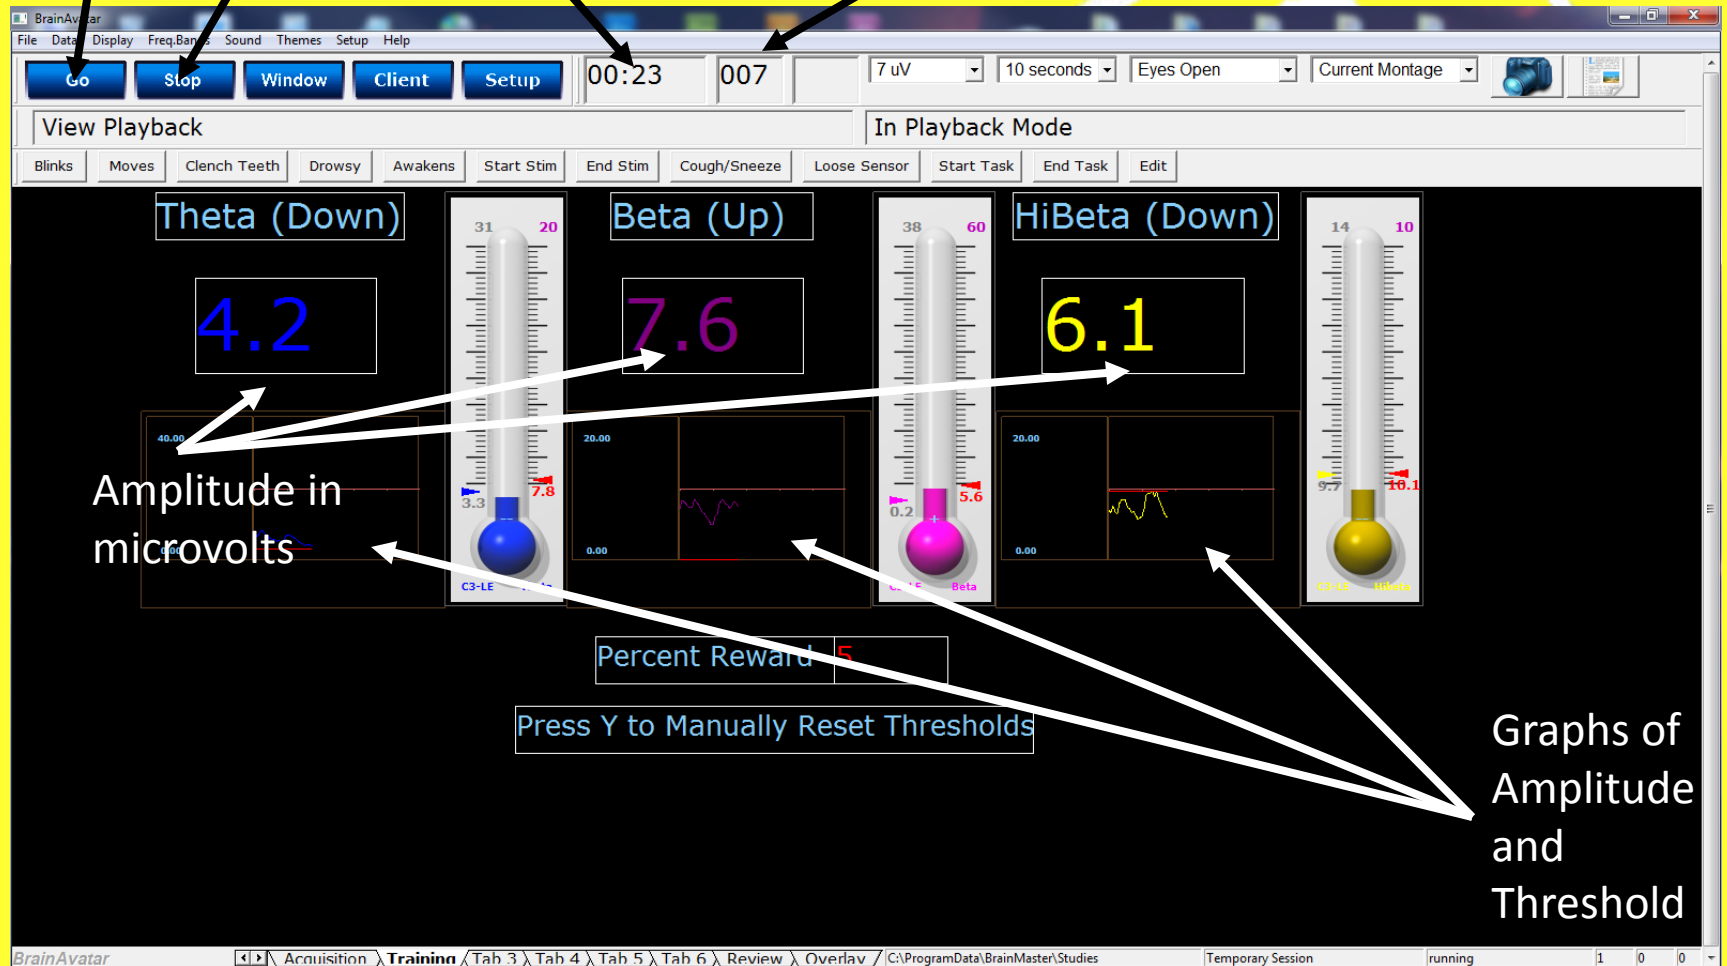 BrainAvatar
File Data Display Freq.Bands Sound Themes Setup Help
Go Stop Window Client Setup 00:23 007 7 uV 10 seconds Eyes Open Current Montage
View Playback In Playback Mode
Blinks Moves Clench Teeth Drowsy Awakens Start Stim End Stim Cough/Sneeze Loose Sensor Start Task End Task Edit
Theta (Down) Beta (Up) HiBeta (Down)
31 20 38 60 14 10
4.2 7.6 6.1
40.00 20.00 20.00
Amplitude in
microvolts
3.3 7.8 0.2 5.6 9.7 10.1
0.00 0.00 0.00
C3-LE Beta
C3-LE Hibeta
Percent Reward 5
Press Y to Manually Reset Thresholds
Graphs of
Amplitude
and
Threshold
BrainAvatar Acquisition Training Tab 3 Tab 4 Tab 5 Tab 6 Review Overlay C:\ProgramData\BrainMaster\Studies Temporary Session running 1 0 0